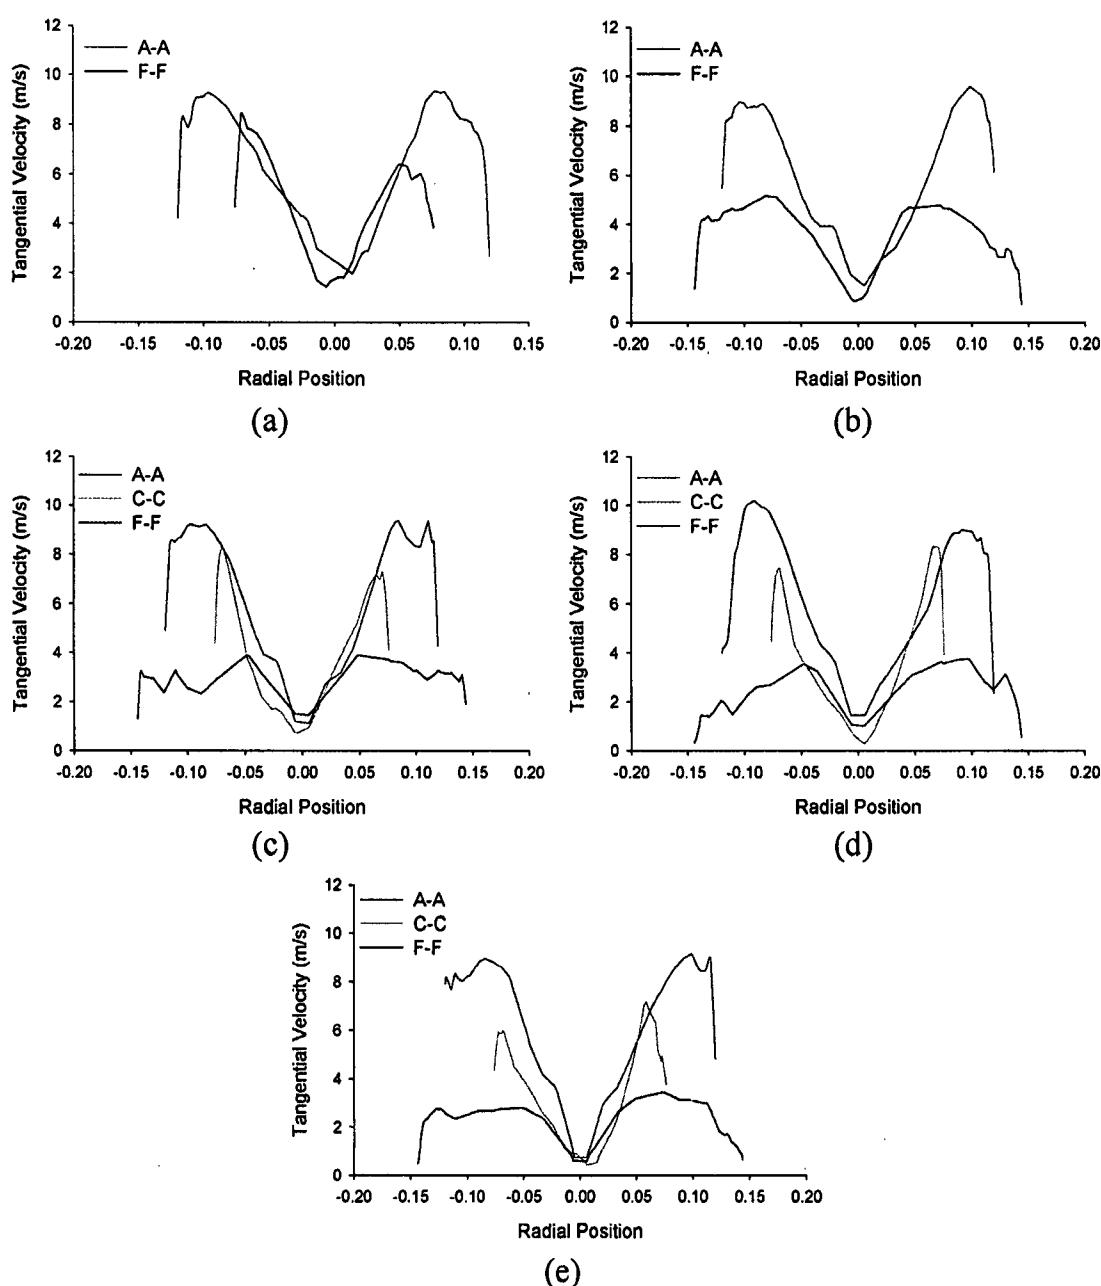 12
10
8
6
4
2
0
Tangential Velocity (m/s)
A-A
F-F
-0.20 -0.15 -0.10 -0.05 0.00 0.05 0.10 0.15
Radial Position
(a)
12
10
8
6
4
2
0
Tangential Velocity (m/s)
A-A
F-F
-0.20 -0.15 -0.10 -0.05 0.00 0.05 0.10 0.15 0.20
Radial Position
(b)
12
10
8
6
4
2
0
Tangential Velocity (m/s)
A-A
C-C
F-F
-0.20 -0.15 -0.10 -0.05 0.00 0.05 0.10 0.15 0.20
Radial Position
(c)
12
10
8
6
4
2
0
Tangential Velocity (m/s)
A-A
C-C
F-F
-0.20 -0.15 -0.10 -0.05 0.00 0.05 0.10 0.15 0.20
Radial Position
(d)
12
10
8
6
4
2
0
Tangential Velocity (m/s)
A-A
C-C
F-F
-0.20 -0.15 -0.10 -0.05 0.00 0.05 0.10 0.15 0.20
Radial Position
(e)